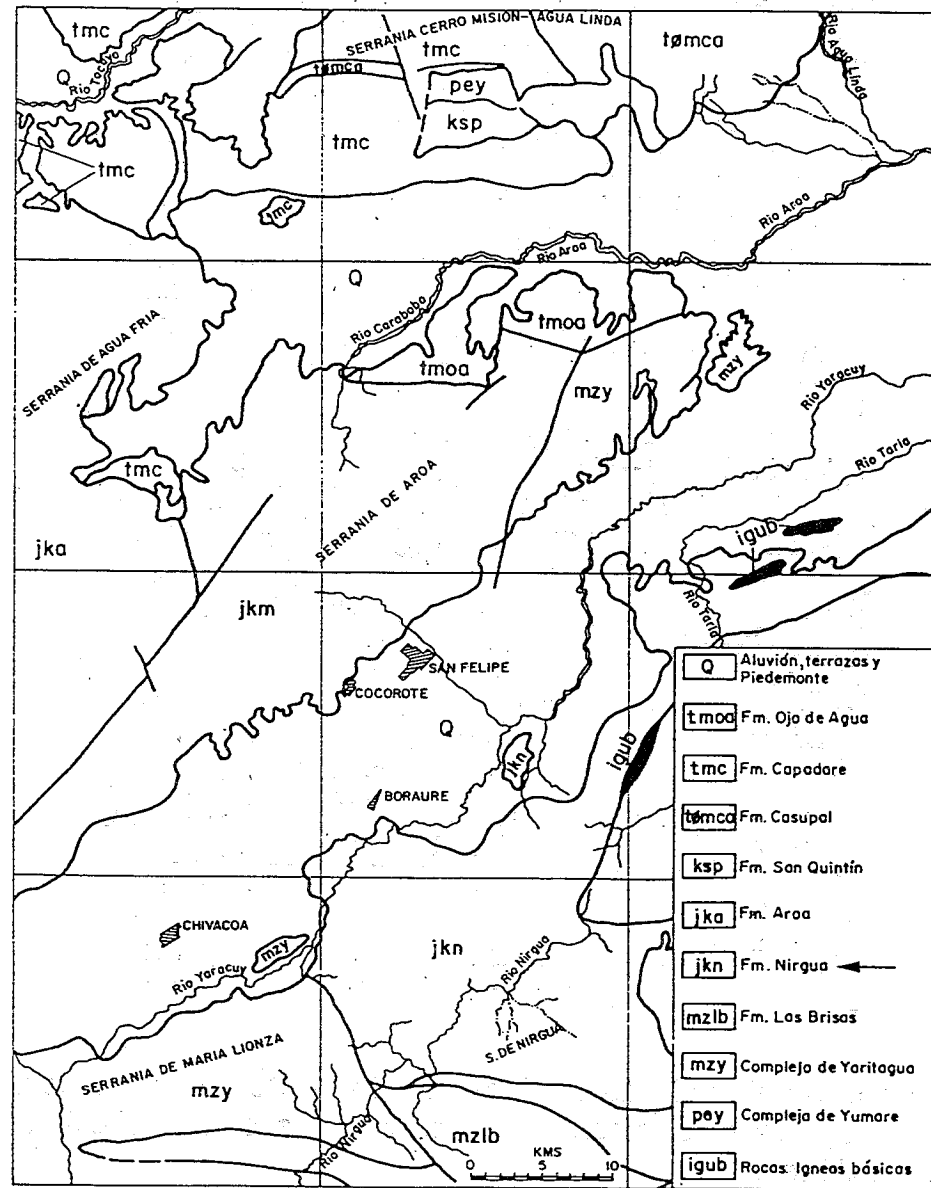 tmc
SERRANIA CERRO MISIÓN-AGUA LINDA
tmc
tømca
Q
Rio Tocuyo
tømca
pey
ksp
tmc
tmc
tmc
Rio Agua Linda
Rio Aroa
Rio Aroa
Q
Rio Carabobo
SERRANIA DE AGUA FRIA
tmoa
tmoa
mzy
mzy
Rio Yaracuy
Rio Taria
tmc
SERRANIA DE AROA
igub
jka
jkm
Rio Taria
SAN FELIPE
COCOROTE
Q
jkn
igub
BORAURE
CHIVACOA
mzy
Rio Yaracuy
jkn
Rio Nirgua
S. DE NIRGUA
SERRANIA DE MARIA LIONZA
mzy
Rio Nirgua
mzlb
KMS
0 5 10
Q Aluvión, terrazas y
Piedemonte
tmoa Fm. Ojo de Agua
tmc Fm. Capadare
tømca Fm. Casupal
ksp Fm. San Quintín
jka Fm. Aroa
jkn Fm. Nirgua
mzlb Fm. Las Brisas
mzy Complejo de Yaritagua
pey Compleja de Yumare
igub Rocas Igneas básicas